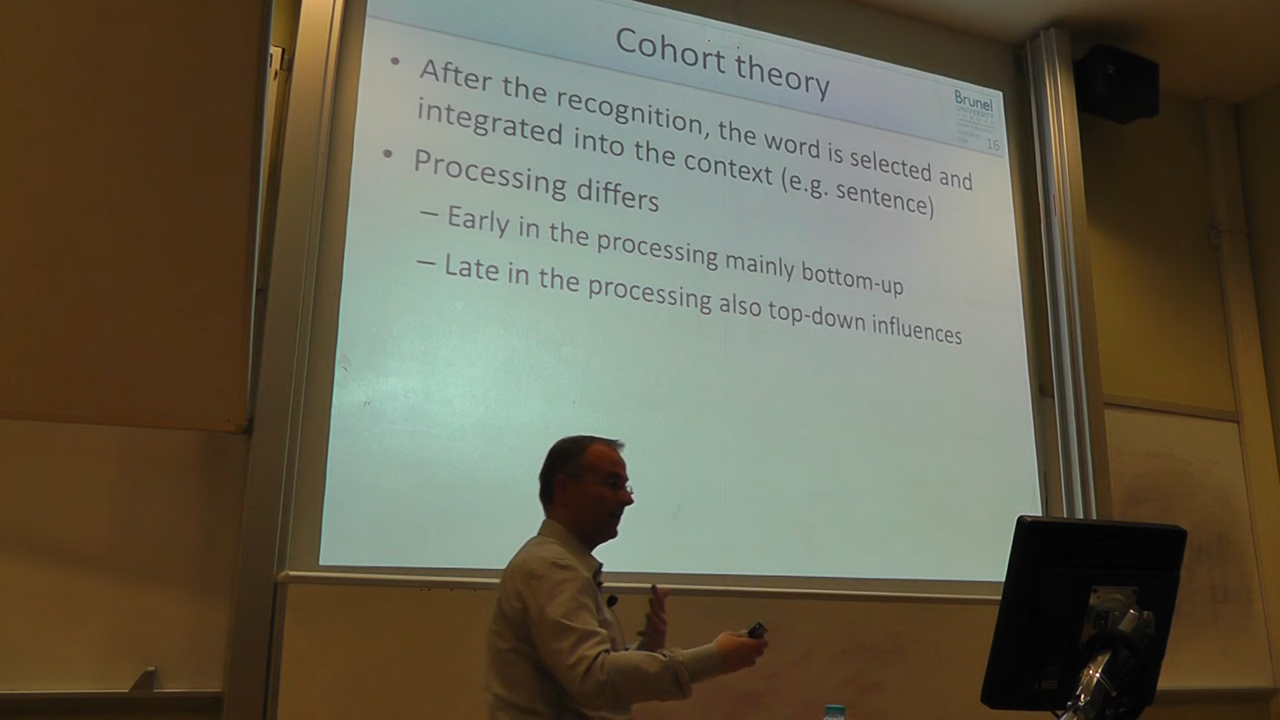 Cohort theory
• After the recognition, the word is selected and
integrated into the context (e.g. sentence)
• Processing differs
– Early in the processing mainly bottom-up
– Late in the processing also top-down influences
Brunel
UNIVERSITY
16